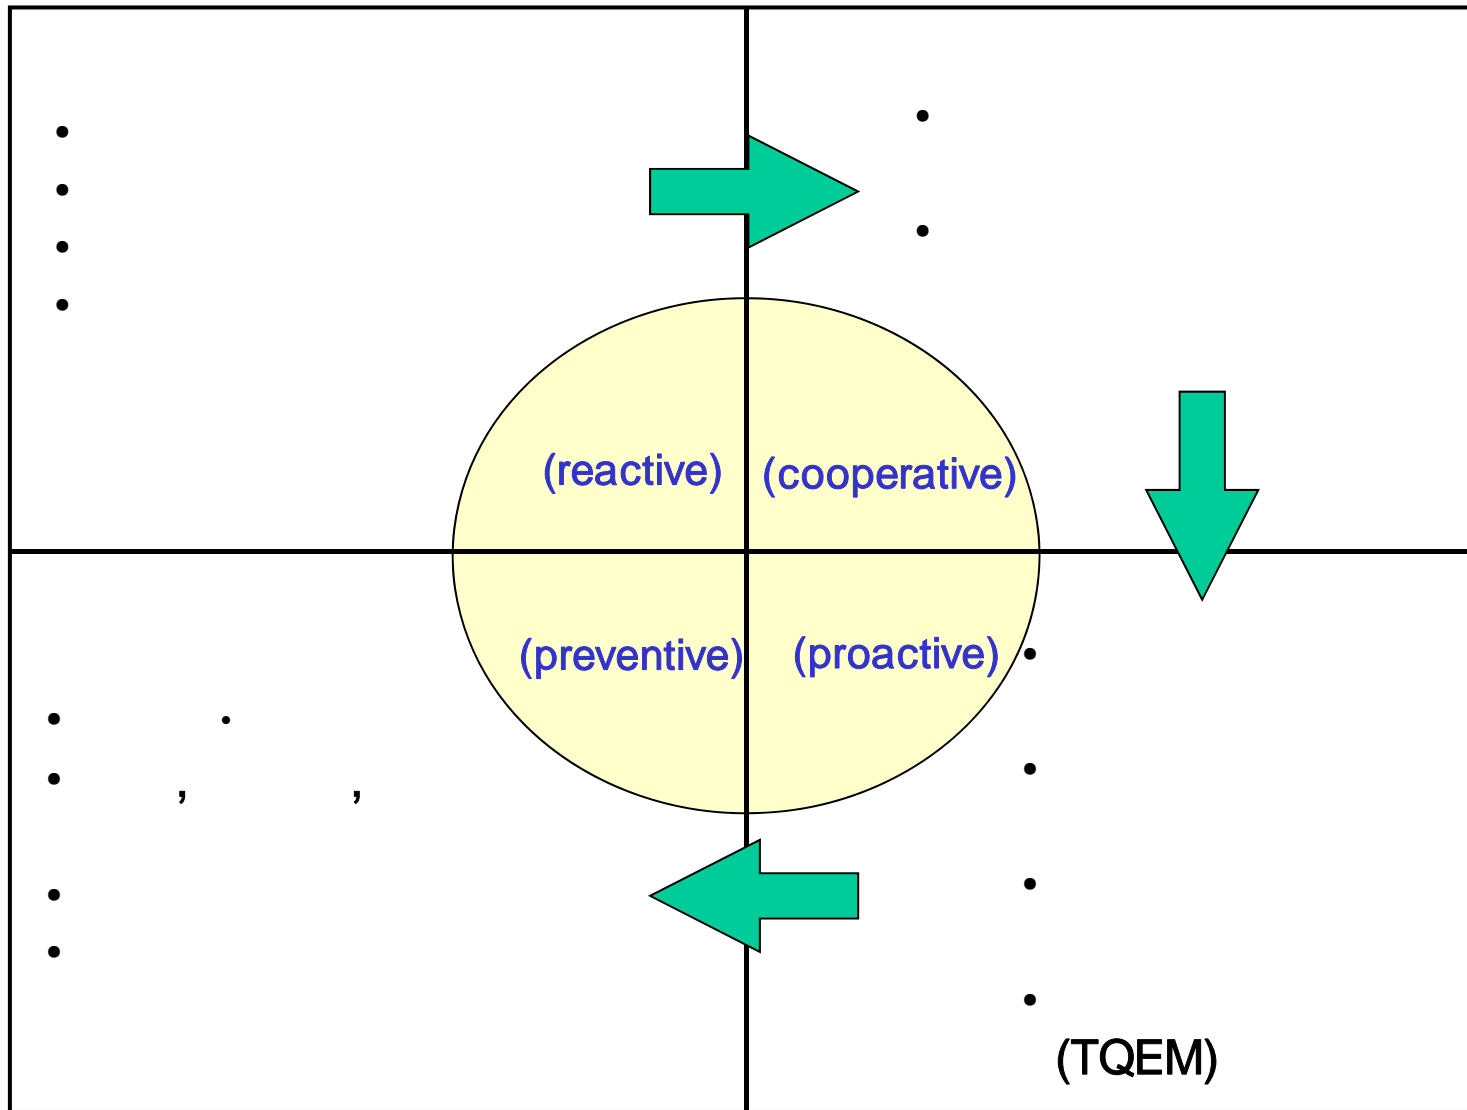 •
•
•
•
•
•
(reactive)
(cooperative)
(preventive)
(proactive)
• •
• , ,
•
•
•
•
•
•
(TQEM)